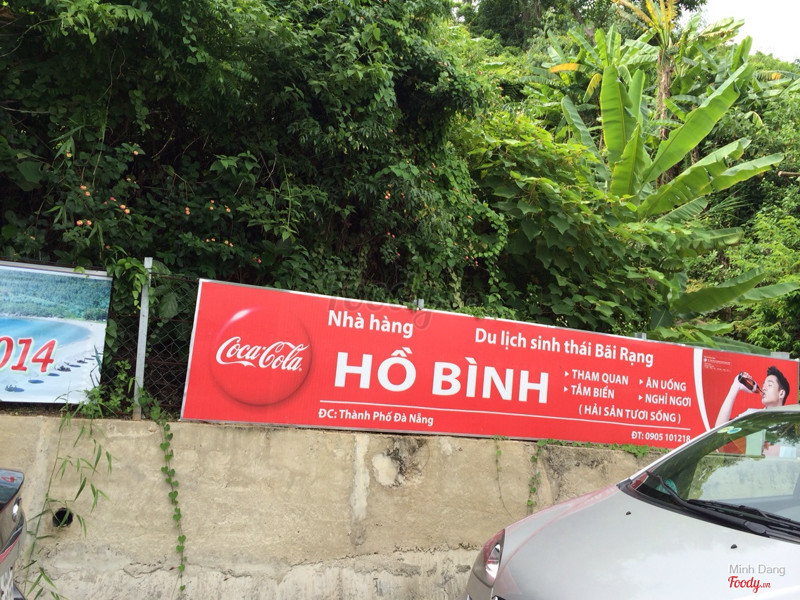 014
Coca-Cola
Nhà hàng
Du lịch sinh thái Bãi Rạng
HỒ BÌNH
THAM QUAN
ĂN UỐNG
TẮM BIỂN
NGHỈ NGƠI
( HẢI SẢN TƯƠI SỐNG )
ĐC: Thành Phố Đà Nẵng
ĐT: 0905 101218
Minh Dang
Foody.vn